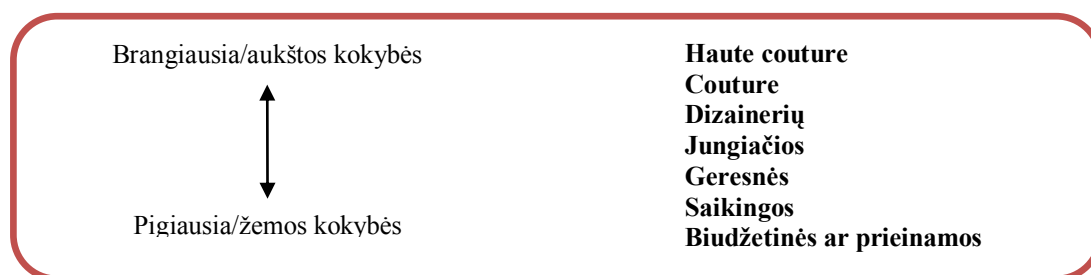 Brangiausia/aukštos kokybės
Pigiausia/žemos kokybės
Haute couture
Couture
Dizainerių
Jungiačios
Geresnės
Saikingos
Biudžetinės ar prieinamos